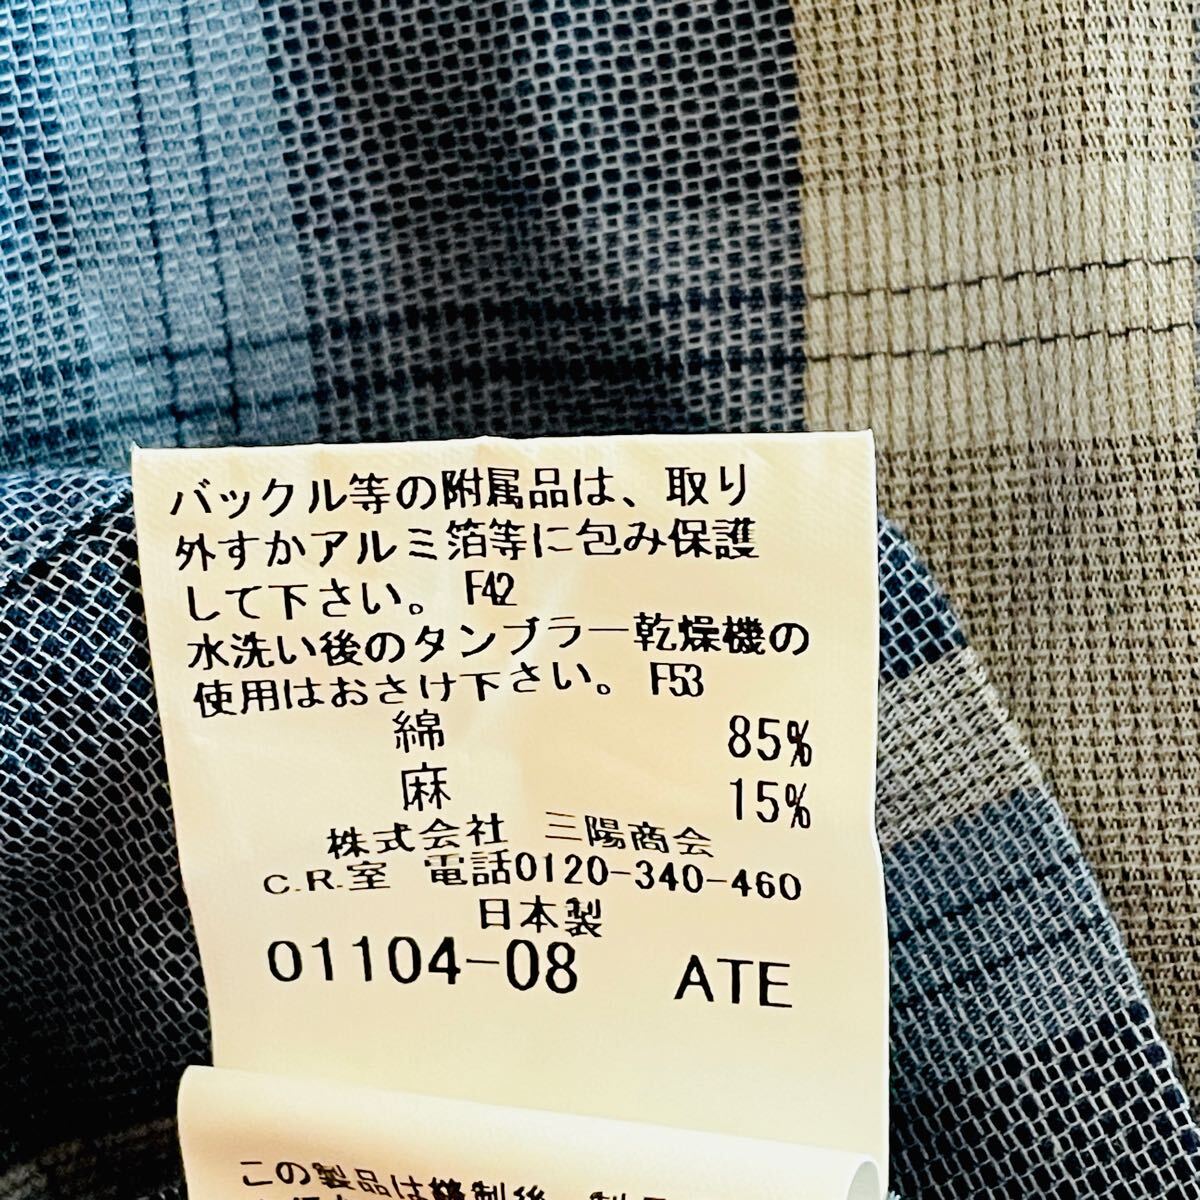 バックル等の附属品は、取り
外すかアルミ箔等に包み保護
して下さい。 F42
水洗い後のタンブラー乾燥機の
使用はおさけ下さい。 F53
綿 85%
麻 15%
株式会社 三陽商会
C.R.室 電話0120-340-460
日本製
01104-08 ATE
この製品は縫製後、製品